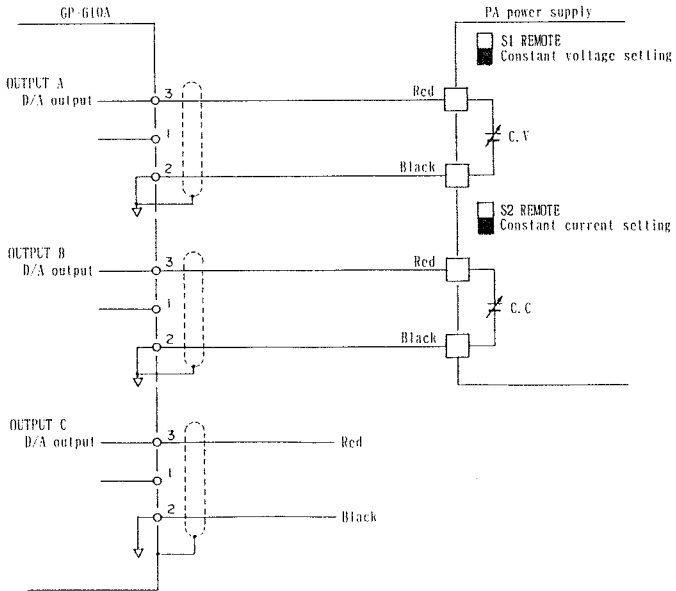 GP-610A
PA power supply
S1 REMOTE
Constant voltage setting
OUTPUT A
D/A output
3
Red
1
C.V
2
Black
S2 REMOTE
Constant current setting
OUTPUT B
D/A output
3
Red
1
C.C
2
Black
OUTPUT C
D/A output
3
Red
1
2
Black